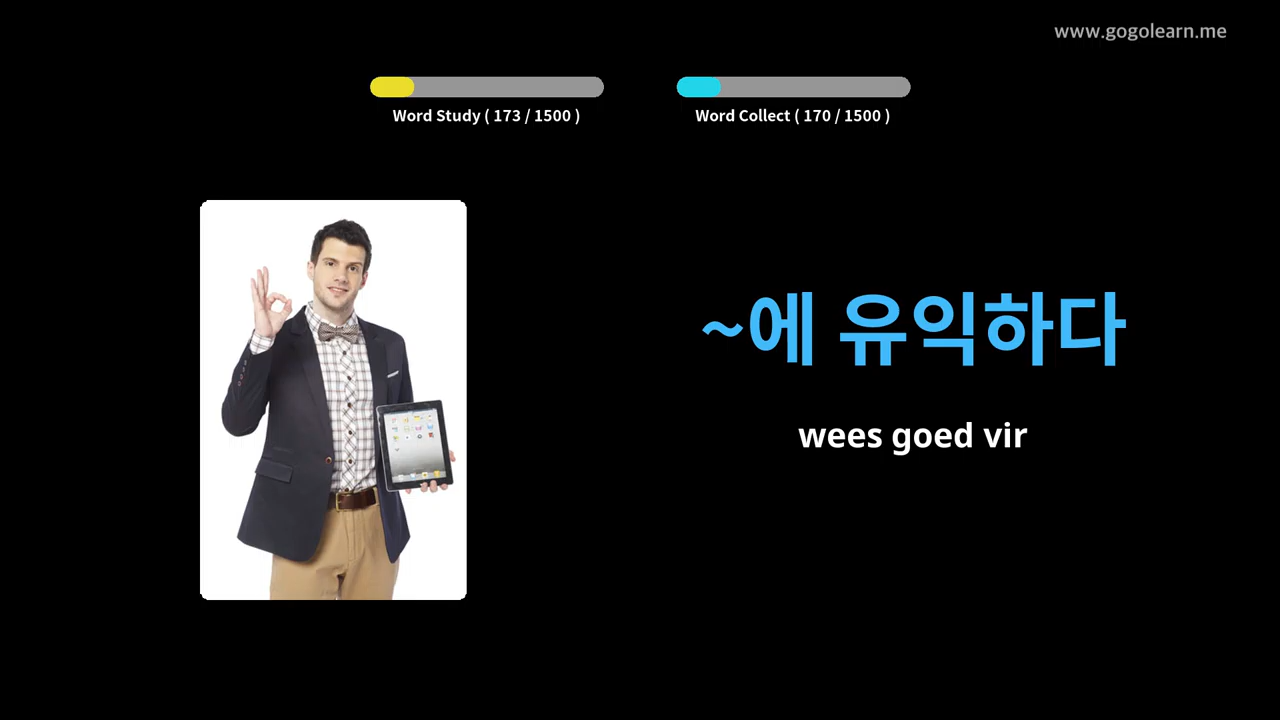 www.gogolearn.me
Word Study ( 173 / 1500 )
Word Collect ( 170 / 1500 )
~에 유익하다
wees goed vir